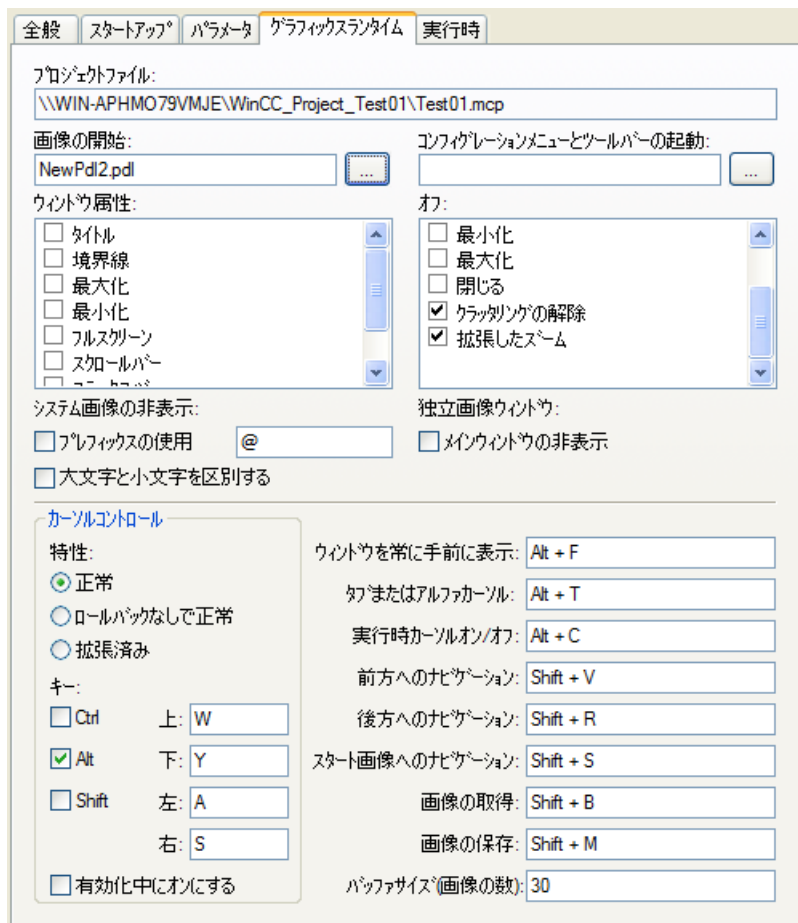 全般 ｽﾀｰﾄｱｯﾌﾟ ﾊﾟﾗﾒｰﾀ ｸﾞﾗﾌｨｯｸｽﾗﾝﾀｲﾑ 実行時
ﾌﾟﾛｼﾞｪｸﾄﾌｧｲﾙ:
\\WIN-APHMO79VMJE\WinCC_Project_Test01\Test01.mcp
画像の開始:
NewPdl2.pdl ...
ｺﾝﾌｨｸﾞﾚｰｼｮﾝﾒﾆｭｰとﾂｰﾙﾊﾞｰの起動:
...
ｳｨﾝﾄﾞｳ属性:
ﾀｲﾄﾙ
境界線
最大化
最小化
ﾌﾙｽｸﾘｰﾝ
ｽｸﾛｰﾙﾊﾞｰ
ｵﾌ:
最小化
最大化
閉じる
ｸﾗｯﾀﾘﾝｸﾞの解除
拡張したｽﾞｰﾑ
ｼｽﾃﾑ画像の非表示:
ﾌﾟﾚﾌｨｯｸｽの使用 @
大文字と小文字を区別する
独立画像ｳｨﾝﾄﾞｳ:
ﾒｲﾝｳｨﾝﾄﾞｳの非表示
ｶｰｿﾙｺﾝﾄﾛｰﾙ
特性:
正常
ﾛｰﾙﾊﾞｯｸなしで正常
拡張済み
ｷｰ:
Ctrl 上: W
Alt 下: Y
Shift 左: A
右: S
有効化中にｵﾝにする
ｳｨﾝﾄﾞｳを常に手前に表示: Alt + F
ﾀﾌﾞまたはｱﾙﾌｧｶｰｿﾙ: Alt + T
実行時ｶｰｿﾙｵﾝ/ｵﾌ: Alt + C
前方へのﾅﾋﾞｹﾞｰｼｮﾝ: Shift + V
後方へのﾅﾋﾞｹﾞｰｼｮﾝ: Shift + R
ｽﾀｰﾄ画像へのﾅﾋﾞｹﾞｰｼｮﾝ: Shift + S
画像の取得: Shift + B
画像の保存: Shift + M
ﾊﾞｯﾌｧｻｲｽﾞ(画像の数): 30